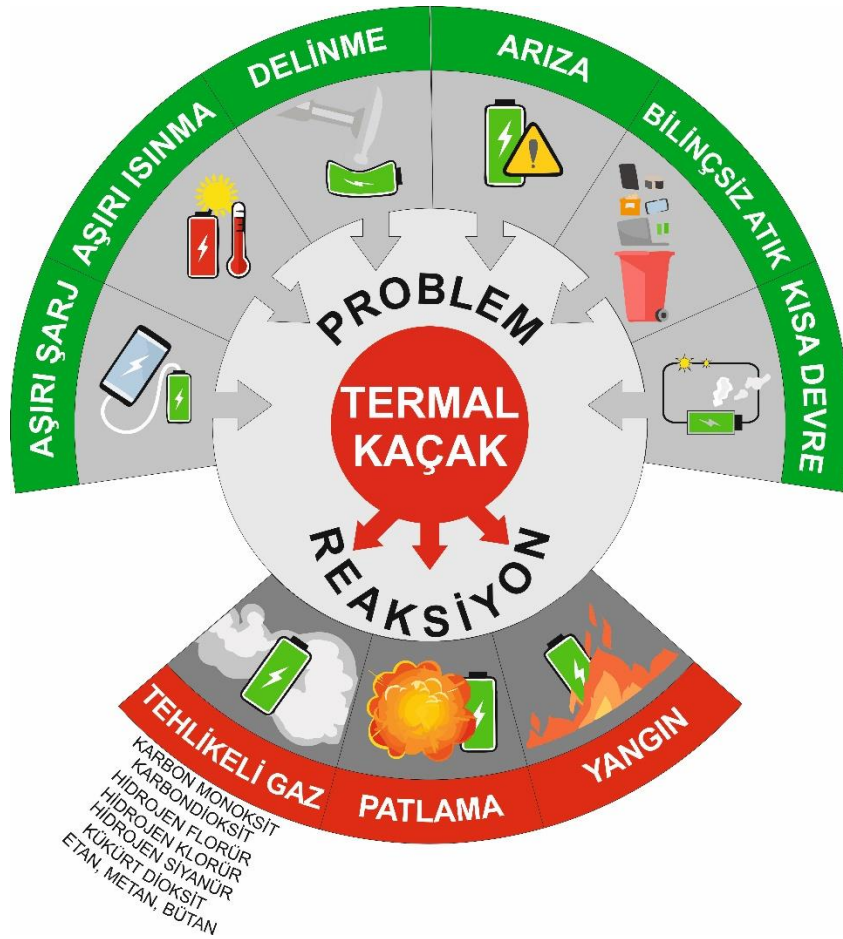 AŞIRI ŞARJ
AŞIRI ISINMA
DELİNME
ARIZA
BİLİNÇSİZ ATIK
KISA DEVRE
PROBLEM
TERMAL
KAÇAK
REAKSİYON
TEHLİKELİ GAZ
PATLAMA
YANGIN
KARBON MONOKSİT
KARBONDİOKSİT
HİDROJEN FLORÜR
HİDROJEN KLORÜR
HİDROJEN SİYANÜR
KÜKÜRT DİOKSİT
ETAN, METAN, BÜTAN